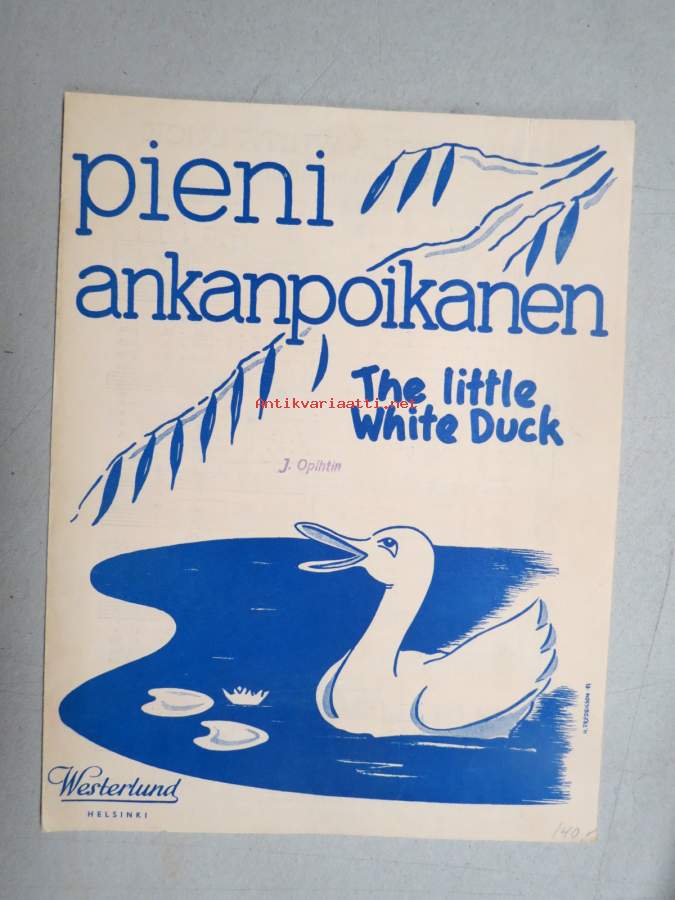 pieni
ankanpoikanen
The little
White Duck
Antikvariaatti.net
J. Opihtin
Westerlund
HELSINKI
140,-